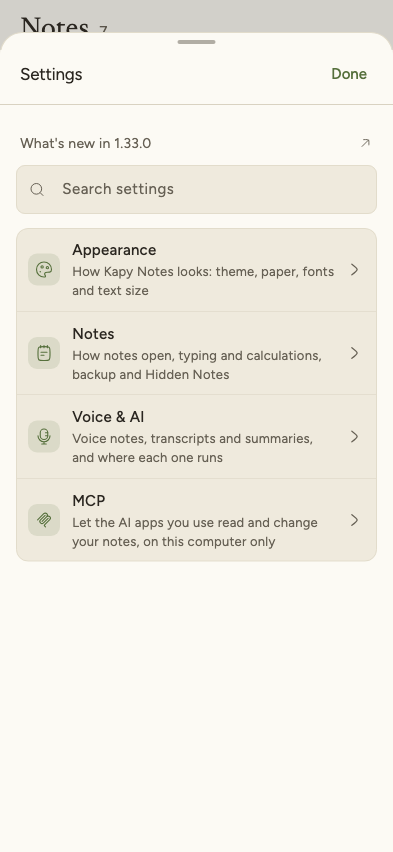 Notes 7
Settings
Done
What's new in 1.33.0
Search settings
Appearance
How Kapy Notes looks: theme, paper, fonts
and text size
Notes
How notes open, typing and calculations,
backup and Hidden Notes
Voice & AI
Voice notes, transcripts and summaries,
and where each one runs
MCP
Let the AI apps you use read and change
your notes, on this computer only